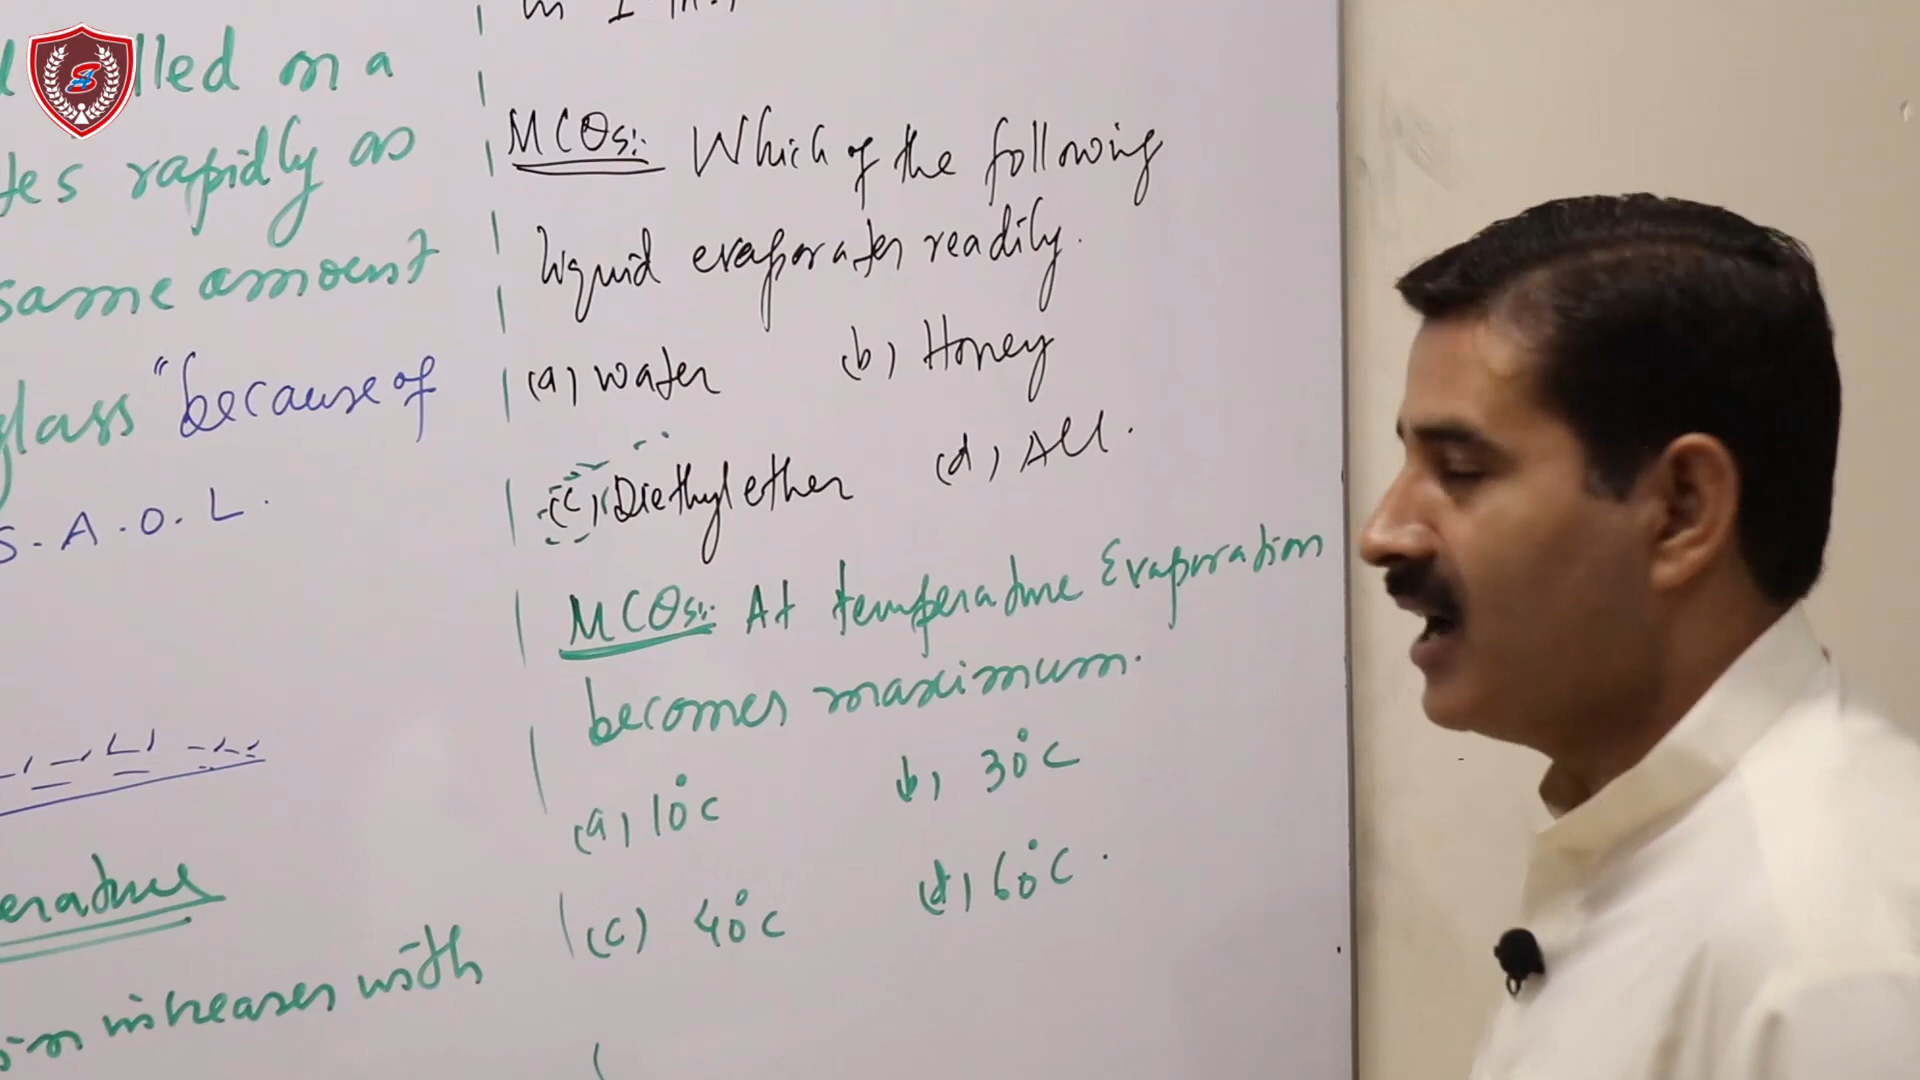 lled on a
tes rapidly as
same amount
glass "because of
S.A.O.L.
erature
increases with
in I
MCQs:- Which of the following
liquid evaporates readily.
(a) water (b) Honey
(c) Diethyl ether (d) All.
MCQs:- At temperature Evaporation
becomes maximum.
(a) 10°C b) 30°C
(c) 40°C (d) 60°C.